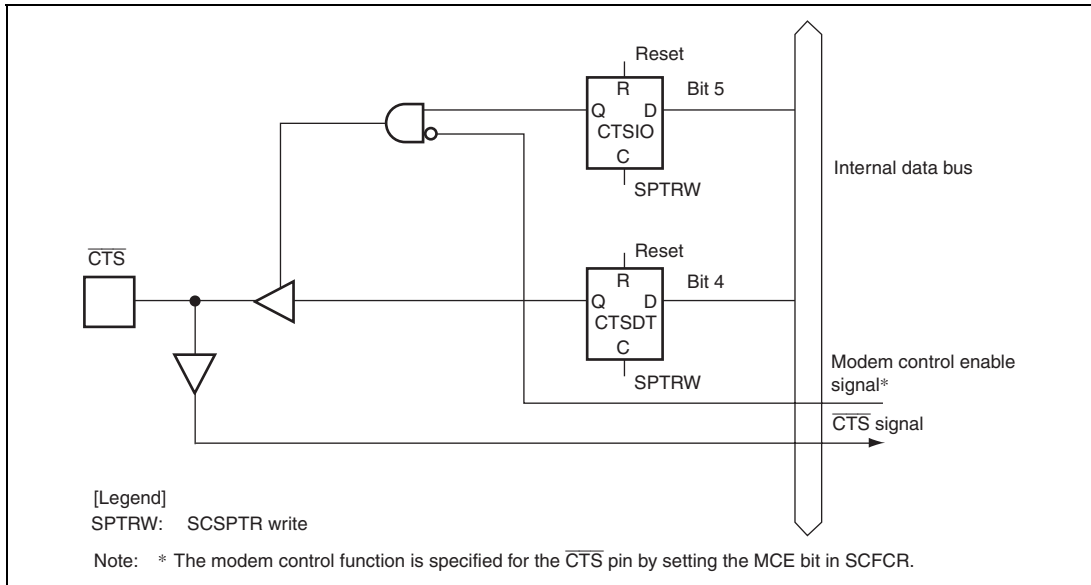 Reset
R
Bit 5
Q D
CTSIO
C
SPTRW
Internal data bus
CTS
Reset
R
Bit 4
Q D
CTSDT
C
SPTRW
Modem control enable
signal*
CTS signal
[Legend]
SPTRW: SCSPTR write
Note: * The modem control function is specified for the CTS pin by setting the MCE bit in SCFCR.